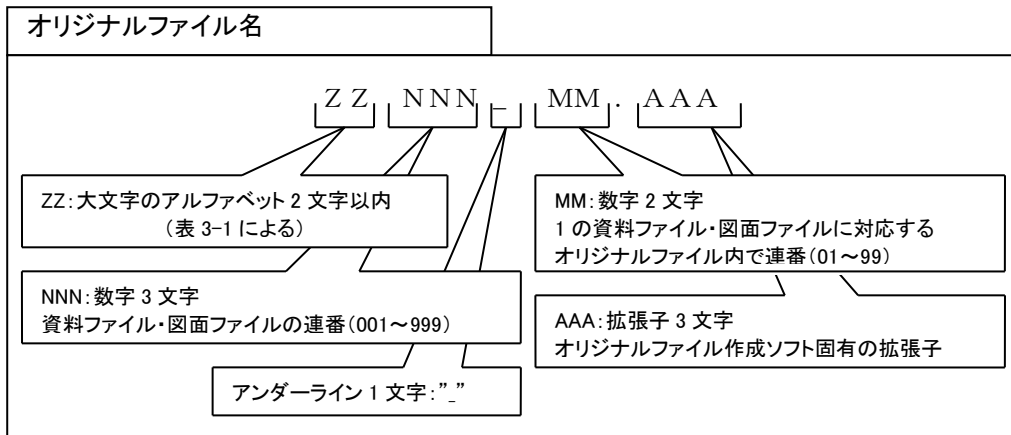 オリジナルファイル名
ZZ NNN _ MM . AAA
ZZ:大文字のアルファベット 2 文字以内
(表 3-1 による)
NNN:数字 3 文字
資料ファイル・図面ファイルの連番(001～999)
アンダーライン 1 文字:”_”
MM:数字 2 文字
1 の資料ファイル・図面ファイルに対応する
オリジナルファイル内で連番(01～99)
AAA:拡張子 3 文字
オリジナルファイル作成ソフト固有の拡張子